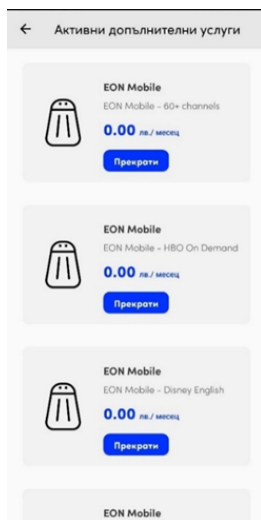 Активни допълнителни услуги
EON Mobile
EON Mobile - 60+ channels
0.00 лв./ месец
Прекрати
EON Mobile
EON Mobile - HBO On Demand
0.00 лв./ месец
Прекрати
EON Mobile
EON Mobile - Disney English
0.00 лв./ месец
Прекрати
EON Mobile